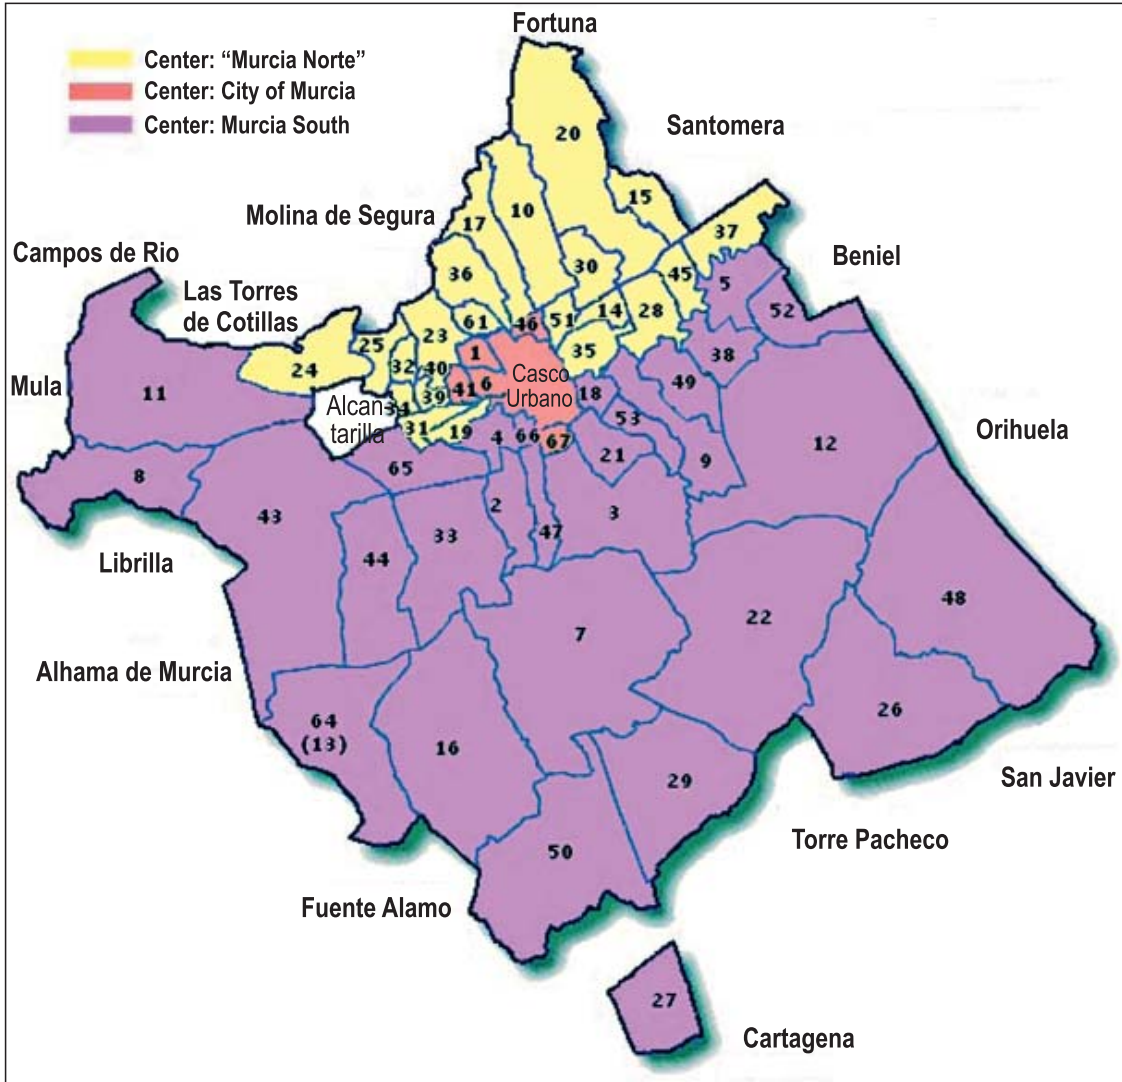 Fortuna
Center: “Murcia Norte”
Center: City of Murcia
Center: Murcia South
20
Santomera
15
Molina de Segura
17
10
37
Campos de Rio
36
30
45
Beniel
5
Las Torres
de Cotillas
61
46
51
14
28
52
25
23
1
35
38
24
32
40
Casco
Urbano
Mula
11
39
41
6
18
49
Alcan-
tarilla
34
31
19
4
66
67
53
Orihuela
12
65
21
9
8
43
2
47
3
33
44
Librilla
48
22
7
Alhama de Murcia
64
(13)
16
26
29
San Javier
Torre Pacheco
50
Fuente Alamo
27
Cartagena